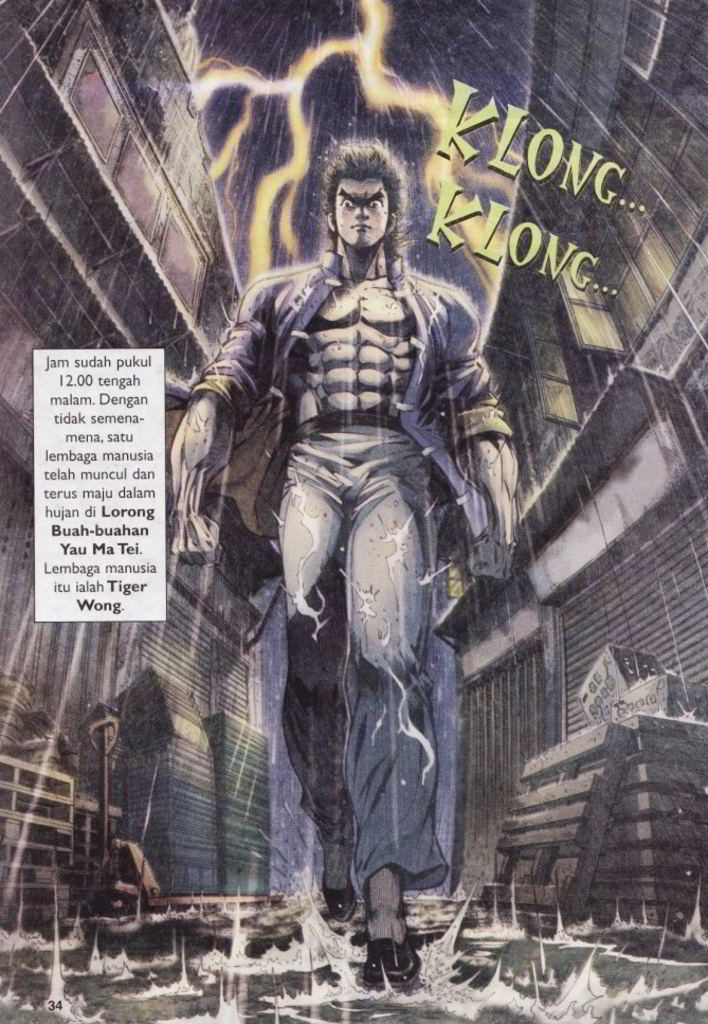 KLONG...
KLONG...
Jam sudah pukul
12.00 tengah
malam. Dengan
tidak semena-
mena, satu
lembaga manusia
telah muncul dan
terus maju dalam
hujan di Lorong
Buah-buahan
Yau Ma Tei.
Lembaga manusia
itu ialah Tiger
Wong.
34